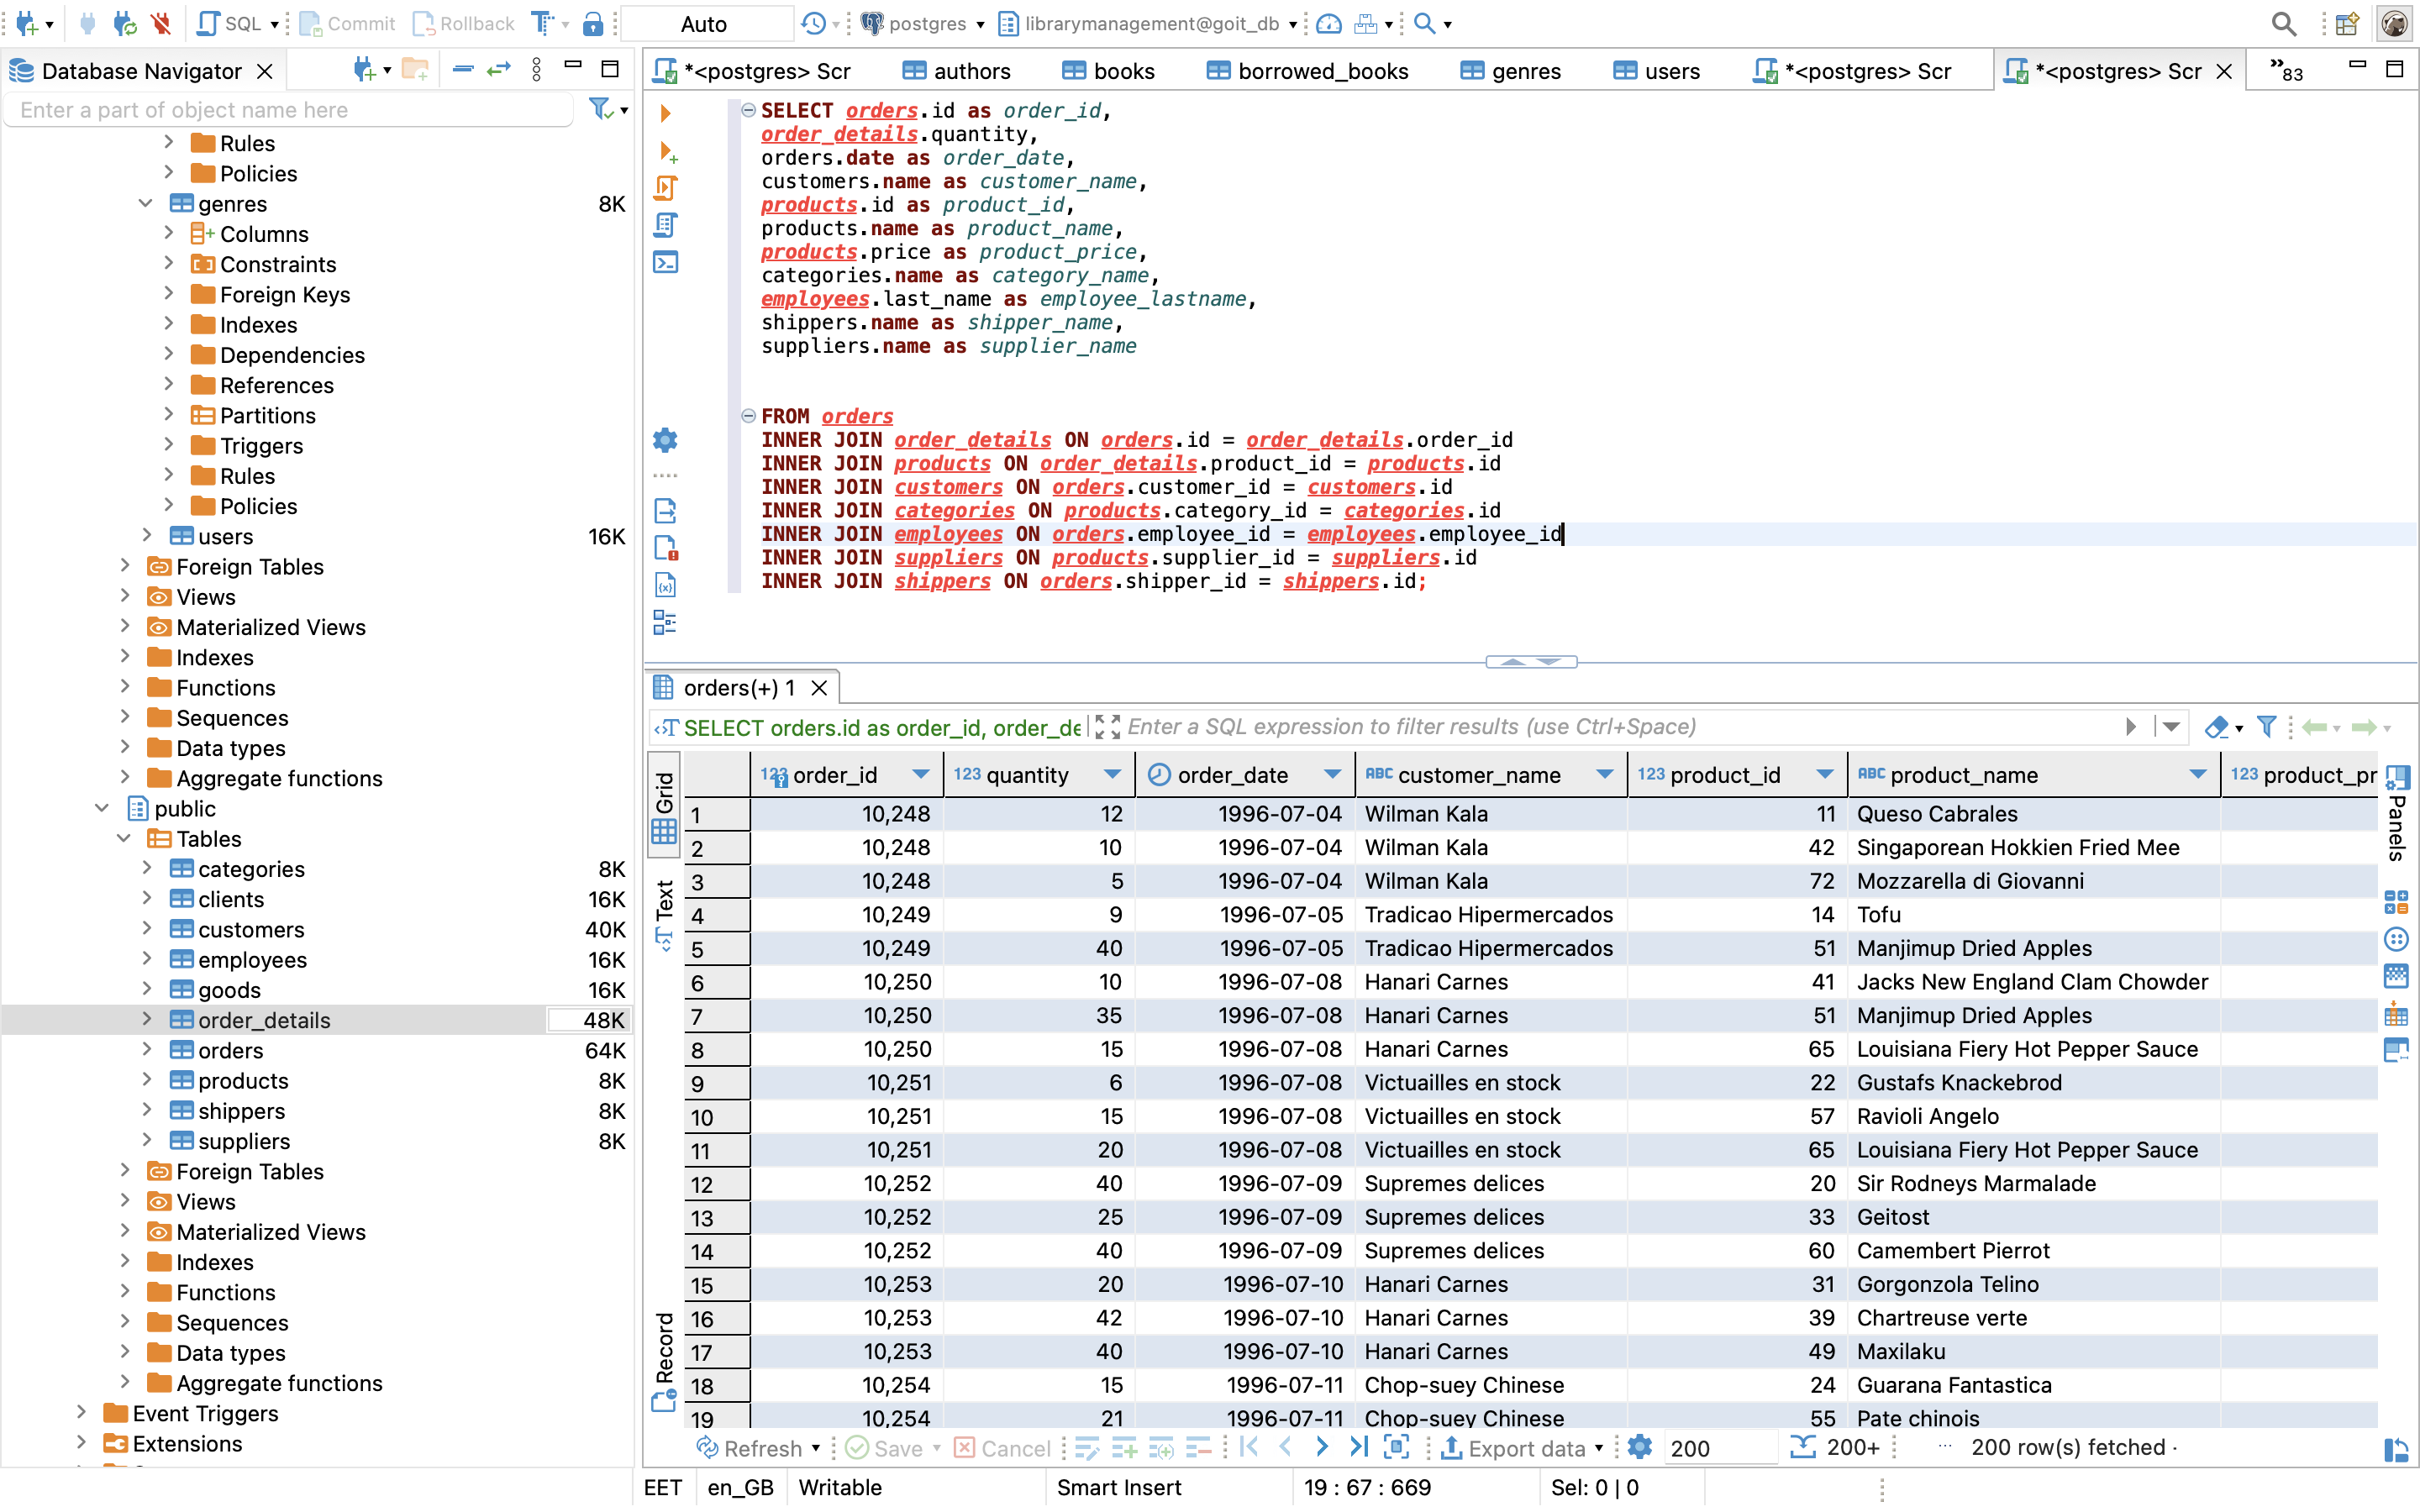 SQL
Commit
Rollback
Auto
postgres
librarymanagement@goit_db
Database Navigator
*<postgres> Scr
authors
books
borrowed_books
genres
users
*<postgres> Scr
*<postgres> Scr
»83
Enter a part of object name here
Rules
Policies
genres 8K
Columns
Constraints
Foreign Keys
Indexes
Dependencies
References
Partitions
Triggers
Rules
Policies
users 16K
Foreign Tables
Views
Materialized Views
Indexes
Functions
Sequences
Data types
Aggregate functions
public
Tables
categories 8K
clients 16K
customers 40K
employees 16K
goods 16K
order_details 48K
orders 64K
products 8K
shippers 8K
suppliers 8K
Foreign Tables
Views
Materialized Views
Indexes
Functions
Sequences
Data types
Aggregate functions
Event Triggers
Extensions
SELECT orders.id as order_id,
order_details.quantity,
orders.date as order_date,
customers.name as customer_name,
products.id as product_id,
products.name as product_name,
products.price as product_price,
categories.name as category_name,
employees.last_name as employee_lastname,
shippers.name as shipper_name,
suppliers.name as supplier_name
FROM orders
INNER JOIN order_details ON orders.id = order_details.order_id
INNER JOIN products ON order_details.product_id = products.id
INNER JOIN customers ON orders.customer_id = customers.id
INNER JOIN categories ON products.category_id = categories.id
INNER JOIN employees ON orders.employee_id = employees.employee_id
INNER JOIN suppliers ON products.supplier_id = suppliers.id
INNER JOIN shippers ON orders.shipper_id = shippers.id;
orders(+) 1
SELECT orders.id as order_id, order_de
Enter a SQL expression to filter results (use Ctrl+Space)
Grid
Text
Record
Panels
123 order_id 123 quantity order_date ABC customer_name 123 product_id ABC product_name 123 product_pr
1 10,248 12 1996-07-04 Wilman Kala 11 Queso Cabrales
2 10,248 10 1996-07-04 Wilman Kala 42 Singaporean Hokkien Fried Mee
3 10,248 5 1996-07-04 Wilman Kala 72 Mozzarella di Giovanni
4 10,249 9 1996-07-05 Tradicao Hipermercados 14 Tofu
5 10,249 40 1996-07-05 Tradicao Hipermercados 51 Manjimup Dried Apples
6 10,250 10 1996-07-08 Hanari Carnes 41 Jacks New England Clam Chowder
7 10,250 35 1996-07-08 Hanari Carnes 51 Manjimup Dried Apples
8 10,250 15 1996-07-08 Hanari Carnes 65 Louisiana Fiery Hot Pepper Sauce
9 10,251 6 1996-07-08 Victuailles en stock 22 Gustafs Knackebrod
10 10,251 15 1996-07-08 Victuailles en stock 57 Ravioli Angelo
11 10,251 20 1996-07-08 Victuailles en stock 65 Louisiana Fiery Hot Pepper Sauce
12 10,252 40 1996-07-09 Supremes delices 20 Sir Rodneys Marmalade
13 10,252 25 1996-07-09 Supremes delices 33 Geitost
14 10,252 40 1996-07-09 Supremes delices 60 Camembert Pierrot
15 10,253 20 1996-07-10 Hanari Carnes 31 Gorgonzola Telino
16 10,253 42 1996-07-10 Hanari Carnes 39 Chartreuse verte
17 10,253 40 1996-07-10 Hanari Carnes 49 Maxilaku
18 10,254 15 1996-07-11 Chop-suey Chinese 24 Guarana Fantastica
19 10,254 21 1996-07-11 Chop-suey Chinese 55 Pate chinois
Refresh
Save
Cancel
Export data
200
200+
··· 200 row(s) fetched ·
EET
en_GB
Writable
Smart Insert
19 : 67 : 669
Sel: 0 | 0